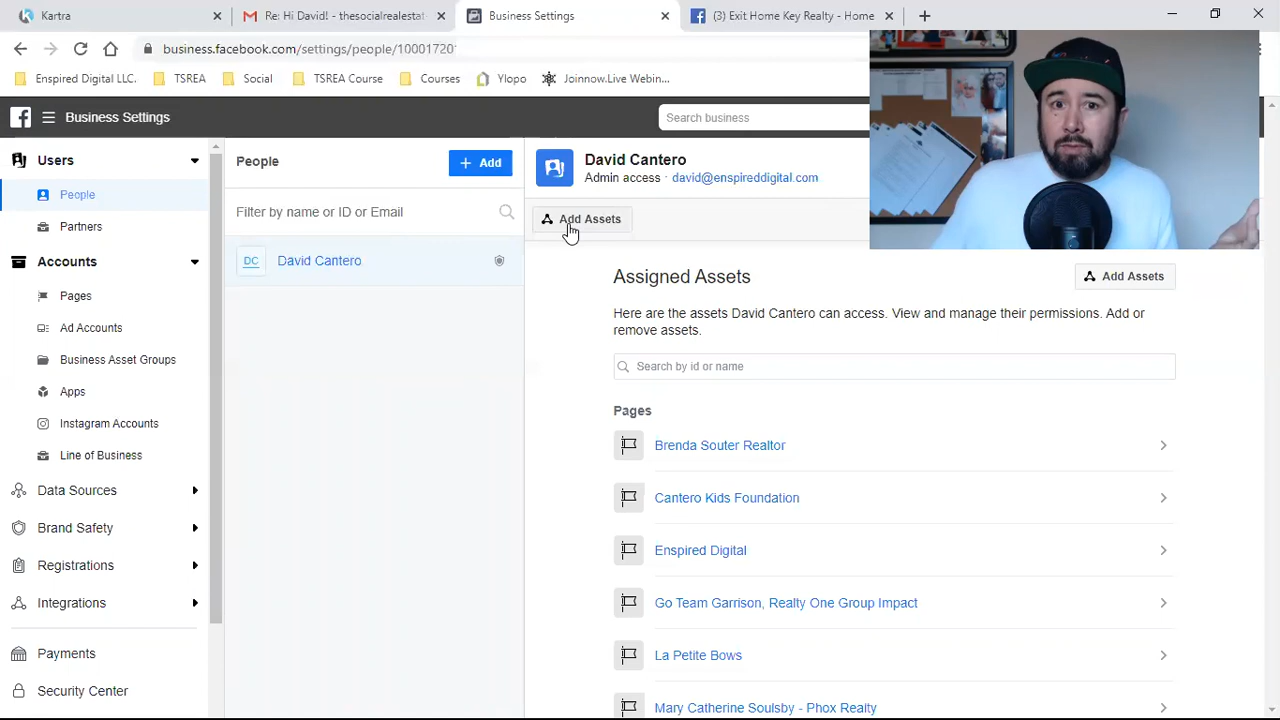 Kartra
Re: Hi David! - thesocialrealestat
Business Settings
(3) Exit Home Key Realty - Home
business.facebook.com
ttings/people/10001720
Enspired Digital LLC.
TSREA
Social
TSREA Course
Courses
Ylopo
Joinnow.Live Webin...
Business Settings
Search business
Users
People
Partners
Accounts
Pages
Ad Accounts
Business Asset Groups
Apps
Instagram Accounts
Line of Business
Data Sources
Brand Safety
Registrations
Integrations
Payments
Security Center
People
+ Add
Filter by name or ID or Email
DC
David Cantero
David Cantero
Admin access · david@enspireddigital.com
Add Assets
Assigned Assets
Add Assets
Here are the assets David Cantero can access. View and manage their permissions. Add or
remove assets.
Search by id or name
Pages
Brenda Souter Realtor
Cantero Kids Foundation
Enspired Digital
Go Team Garrison, Realty One Group Impact
La Petite Bows
Mary Catherine Soulsby - Phox Realty